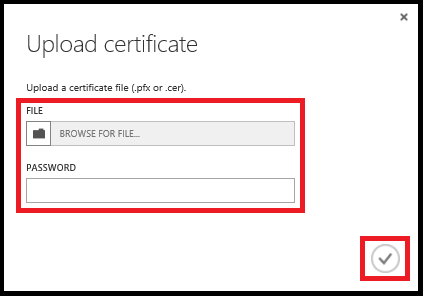 Upload certificate
Upload a certificate file (.pfx or .cer).
FILE
BROWSE FOR FILE...
PASSWORD